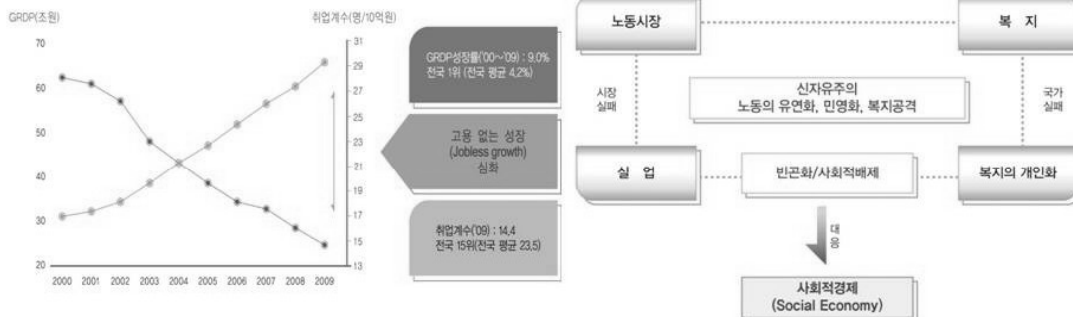 GRDP(조원)
취업계수(명/10억원)
70
60
50
40
30
20
31
29
27
25
23
21
19
17
15
13
2000 2001 2002 2003 2004 2005 2006 2007 2008 2009
GRDP성장률('00~'09) : 9.0%
전국 1위 (전국 평균 4.2%)
고용 없는 성장
(Jobless growth)
심화
취업계수('09) : 14.4
전국 15위(전국 평균 23.5)
노동시장
복 지
시장
실패
신자유주의
노동의 유연화, 민영화, 복지공격
국가
실패
실 업
빈곤화/사회적배제
복지의 개인화
대
응
사회적경제
(Social Economy)